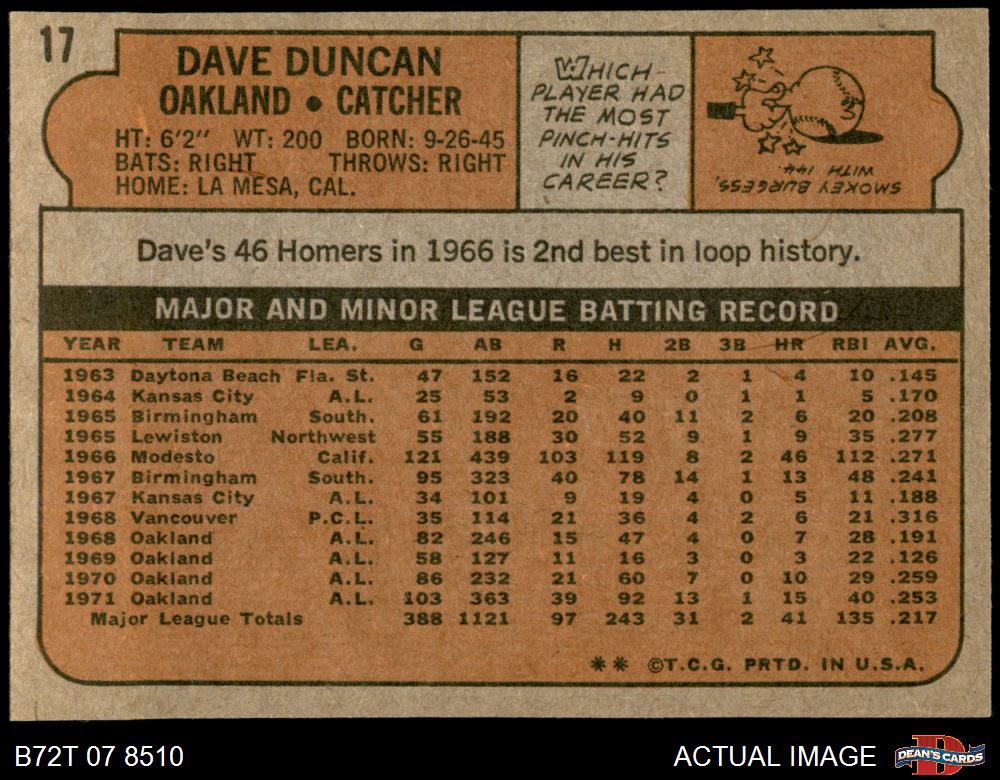 17
DAVE DUNCAN
OAKLAND • CATCHER
HT: 6'2" WT: 200 BORN: 9-26-45
BATS: RIGHT THROWS: RIGHT
HOME: LA MESA, CAL.
WHICH
PLAYER HAD
THE MOST
PINCH-HITS
IN HIS
CAREER?
SMOKEY BURGESS,
WITH 144.
Dave's 46 Homers in 1966 is 2nd best in loop history.
MAJOR AND MINOR LEAGUE BATTING RECORD
YEAR TEAM LEA. G AB R H 2B 3B HR RBI AVG.
1963 Daytona Beach Fla. St. 47 152 16 22 2 1 4 10 .145
1964 Kansas City A.L. 25 53 2 9 0 1 1 5 .170
1965 Birmingham South. 61 192 20 40 11 2 6 20 .208
1965 Lewiston Northwest 55 188 30 52 9 1 9 35 .277
1966 Modesto Calif. 121 439 103 119 8 2 46 112 .271
1967 Birmingham South. 95 323 40 78 14 1 13 48 .241
1967 Kansas City A.L. 34 101 9 19 4 0 5 11 .188
1968 Vancouver P.C.L. 35 114 21 36 4 2 6 21 .316
1968 Oakland A.L. 82 246 15 47 4 0 7 28 .191
1969 Oakland A.L. 58 127 11 16 3 0 3 22 .126
1970 Oakland A.L. 86 232 21 60 7 0 10 29 .259
1971 Oakland A.L. 103 363 39 92 13 1 15 40 .253
Major League Totals 388 1121 97 243 31 2 41 135 .217
** ©T.C.G. PRTD. IN U.S.A.
B72T 07 8510 ACTUAL IMAGE DEAN'S CARDS